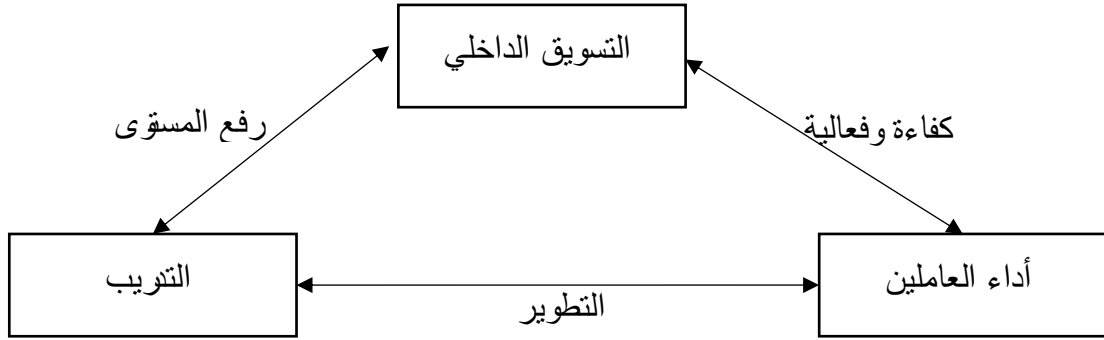 التسويق الداخلي
كفاءة وفعالية
رفع المستوى
أداء العاملين
التدريب
التطوير